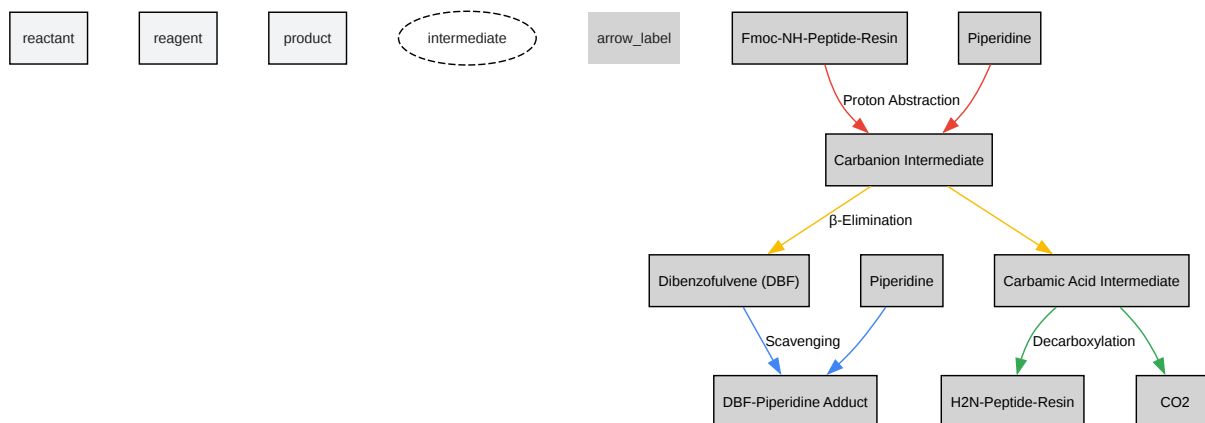 reactant
reagent
product
intermediate
arrow_label
Fmoc-NH-Peptide-Resin
Piperidine
Proton Abstraction
Carbanion Intermediate
β-Elimination
Dibenzofulvene (DBF)
Piperidine
Carbamic Acid Intermediate
Scavenging
Decarboxylation
DBF-Piperidine Adduct
H2N-Peptide-Resin
CO2